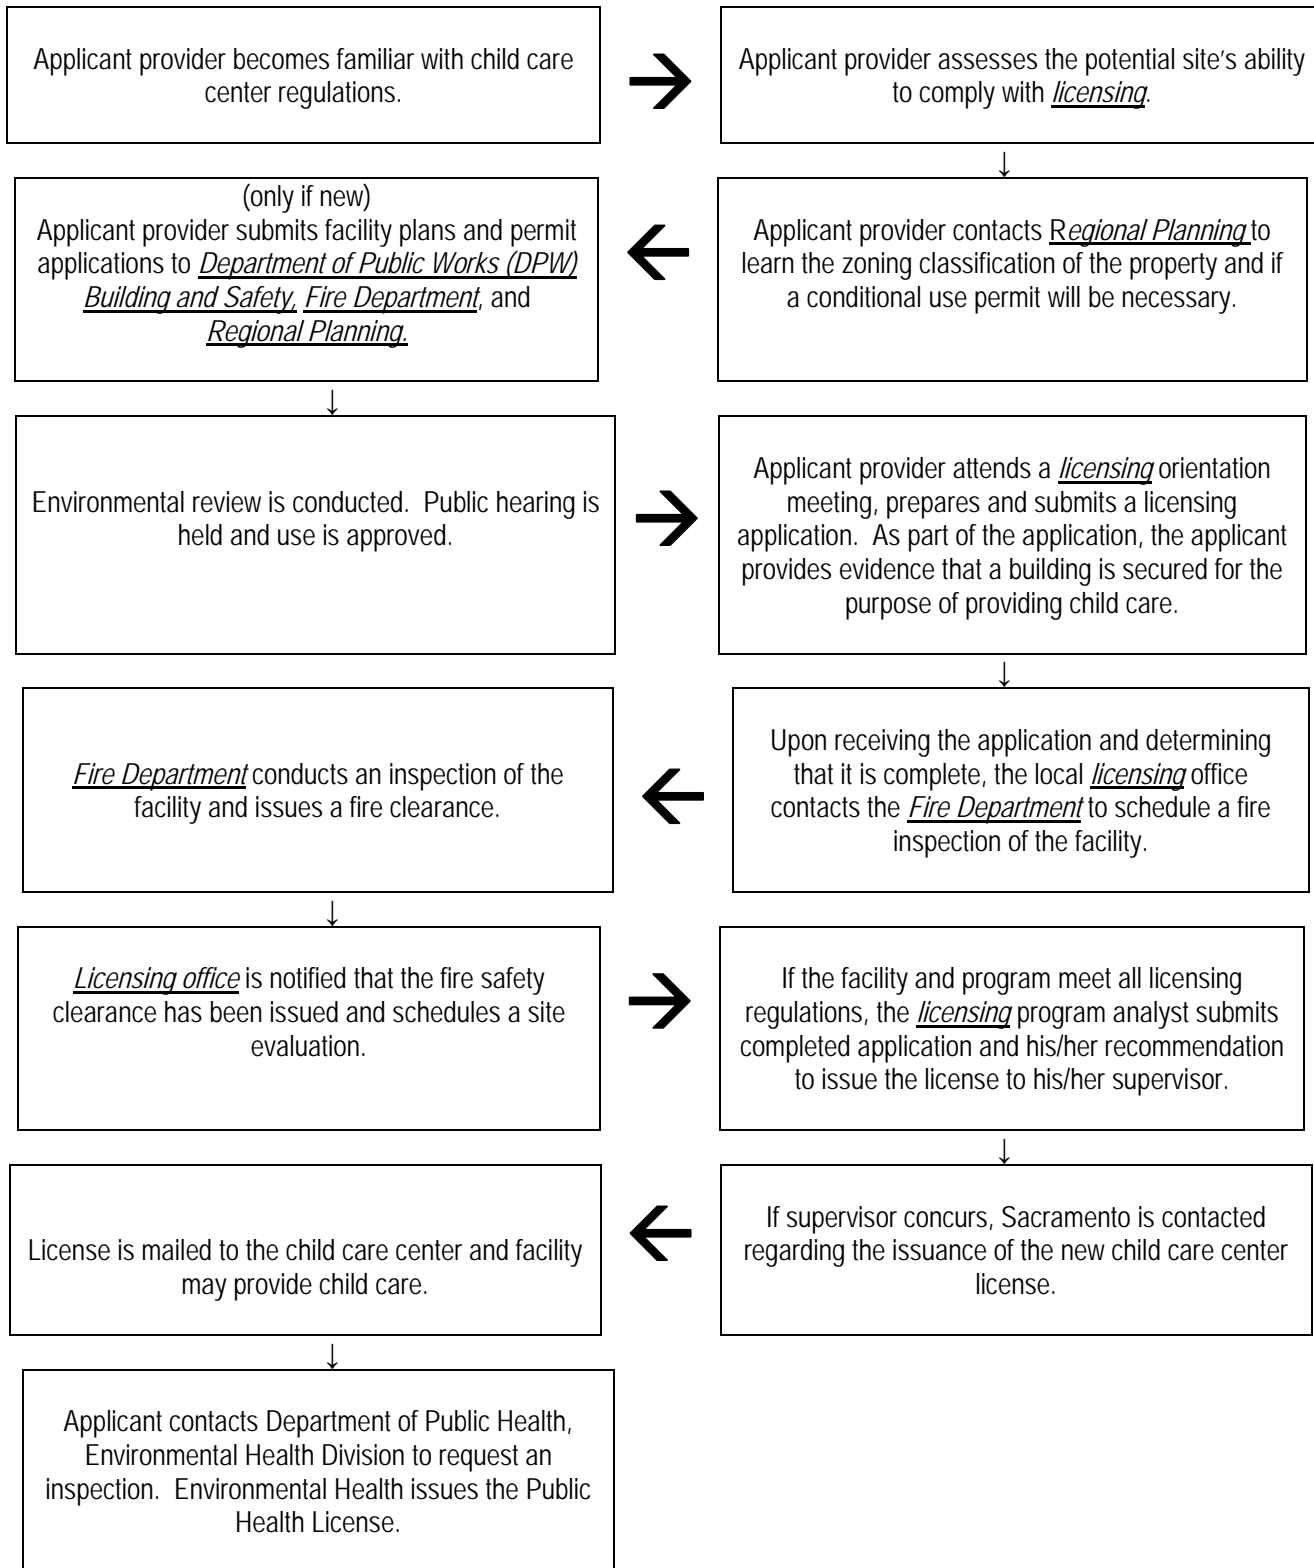 Applicant provider becomes familiar with child care
center regulations.
→
Applicant provider assesses the potential site's ability
to comply with licensing.
↓
Applicant provider contacts Regional Planning to
learn the zoning classification of the property and if
a conditional use permit will be necessary.
←
(only if new)
Applicant provider submits facility plans and permit
applications to Department of Public Works (DPW)
Building and Safety, Fire Department, and
Regional Planning.
↓
Environmental review is conducted.  Public hearing is
held and use is approved.
→
Applicant provider attends a licensing orientation
meeting, prepares and submits a licensing
application.  As part of the application, the applicant
provides evidence that a building is secured for the
purpose of providing child care.
↓
Upon receiving the application and determining
that it is complete, the local licensing office
contacts the Fire Department to schedule a fire
inspection of the facility.
←
Fire Department conducts an inspection of the
facility and issues a fire clearance.
↓
Licensing office is notified that the fire safety
clearance has been issued and schedules a site
evaluation.
→
If the facility and program meet all licensing
regulations, the licensing program analyst submits
completed application and his/her recommendation
to issue the license to his/her supervisor.
↓
If supervisor concurs, Sacramento is contacted
regarding the issuance of the new child care center
license.
←
License is mailed to the child care center and facility
may provide child care.
↓
Applicant contacts Department of Public Health,
Environmental Health Division to request an
inspection.  Environmental Health issues the Public
Health License.